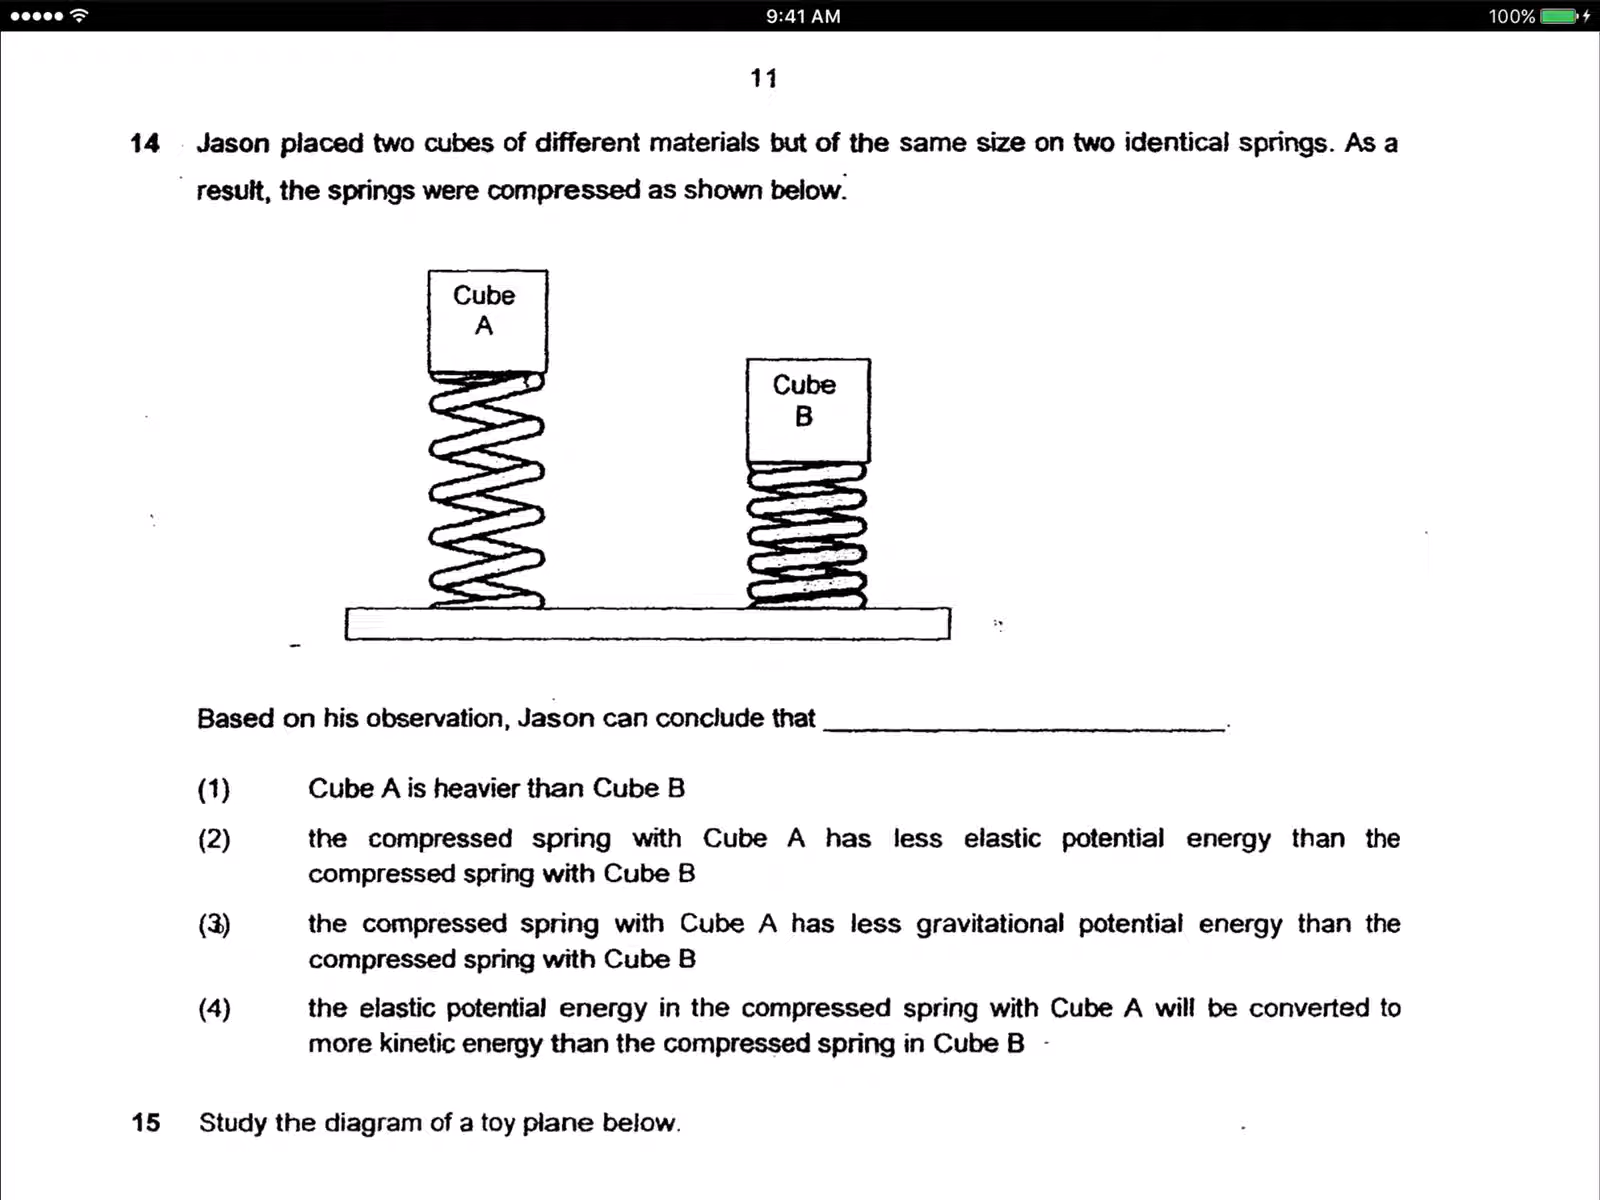 9:41 AM
100%
11
14 Jason placed two cubes of different materials but of the same size on two identical springs. As a
result, the springs were compressed as shown below.
Cube
A
Cube
B
Based on his observation, Jason can conclude that ______________________.
(1) Cube A is heavier than Cube B
(2) the compressed spring with Cube A has less elastic potential energy than the
compressed spring with Cube B
(3) the compressed spring with Cube A has less gravitational potential energy than the
compressed spring with Cube B
(4) the elastic potential energy in the compressed spring with Cube A will be converted to
more kinetic energy than the compressed spring in Cube B
15 Study the diagram of a toy plane below.